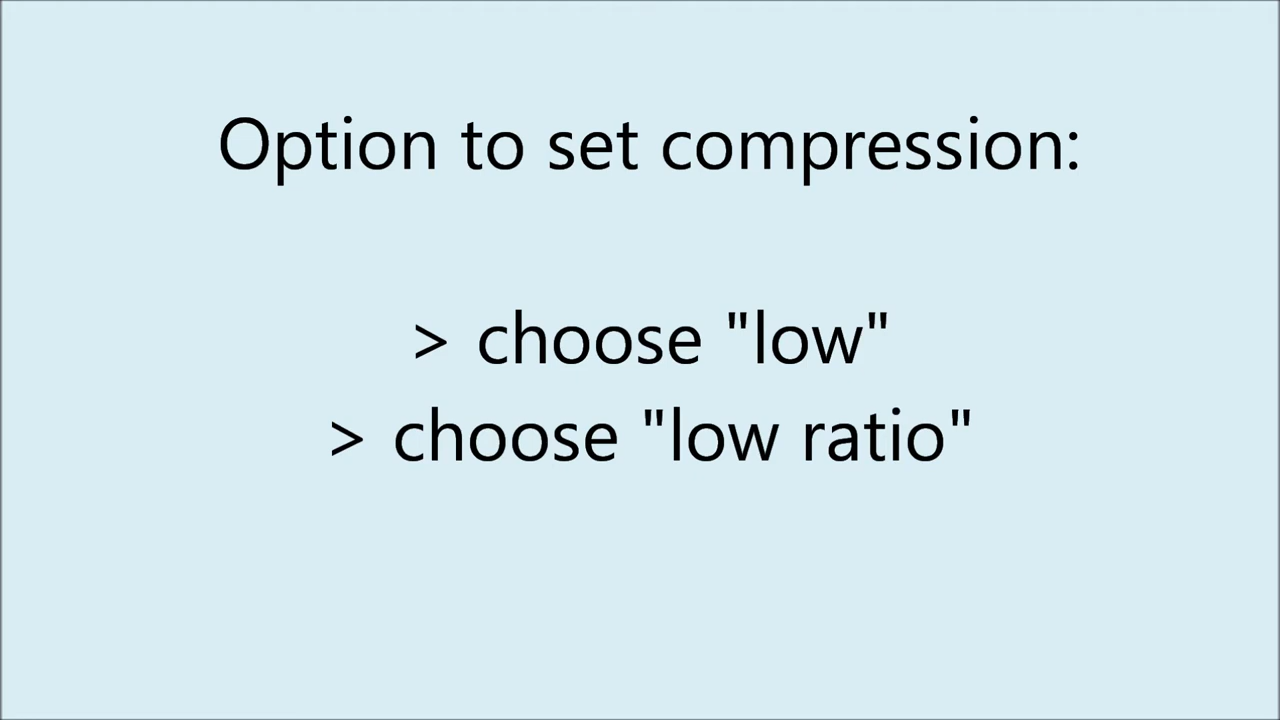 Option to set compression:
> choose "low"
> choose "low ratio"